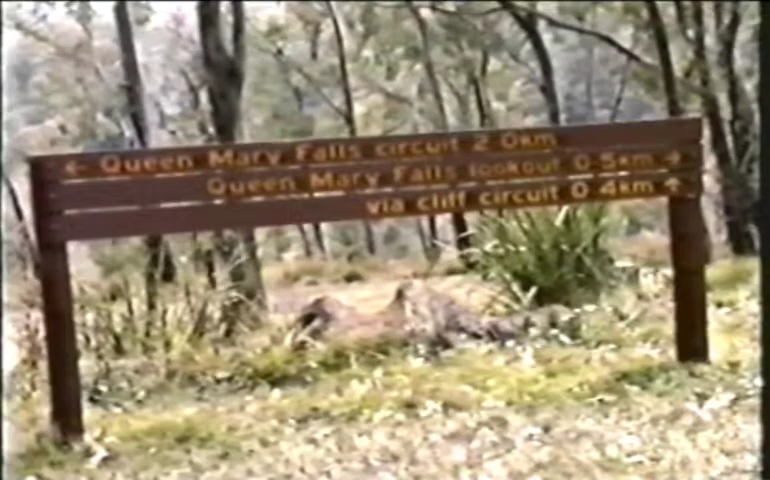 ← Queen Mary Falls circuit 2·0km
Queen Mary Falls lookout 0·5km →
via cliff circuit 0·4km ↑